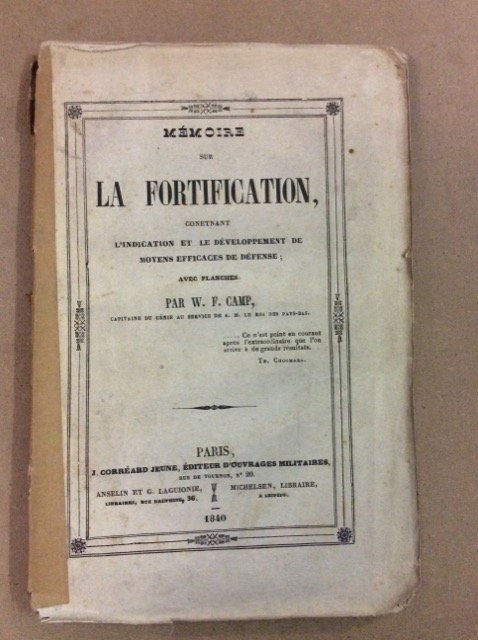 MÉMOIRE
SUR
LA FORTIFICATION,
CONETNANT
L'INDICATION ET LE DÉVELOPPEMENT DE
MOYENS EFFICACES DE DÉFENSE ;
AVEC PLANCHES.
PAR W. F. CAMP,
CAPITAINE DU GÉNIE AU SERVICE DE S. M. LE ROI DES PAYS-BAS.
Ce n'est point en courant
après l'extraordinaire que l'on
arrive à de grands résultats.
TH. CHOUMARA.
PARIS,
J. CORRÉARD JEUNE, ÉDITEUR D'OUVRAGES MILITAIRES,
RUE DE TOURNON, N° 20.
ANSELIN ET G. LAGUIONIE,
LIBRAIRES, RUE DAUPHINE, 36.
MICHELSEN, LIBRAIRE,
A LEIPZIG.
1840